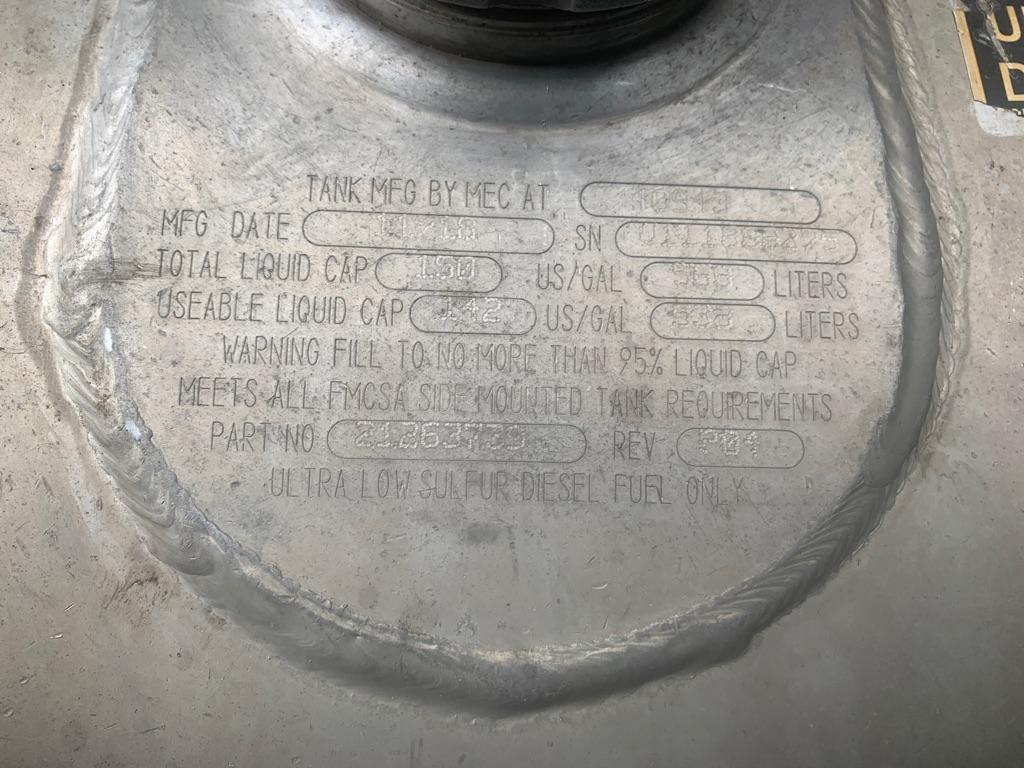 TANK MFG BY MEC AT
MFG DATE SN
TOTAL LIQUID CAP 150 US/GAL LITERS
USEABLE LIQUID CAP 142 US/GAL LITERS
WARNING FILL TO NO MORE THAN 95% LIQUID CAP
MEETS ALL FMCSA SIDE MOUNTED TANK REQUIREMENTS
PART NO REV P04
ULTRA LOW SULFUR DIESEL FUEL ONLY